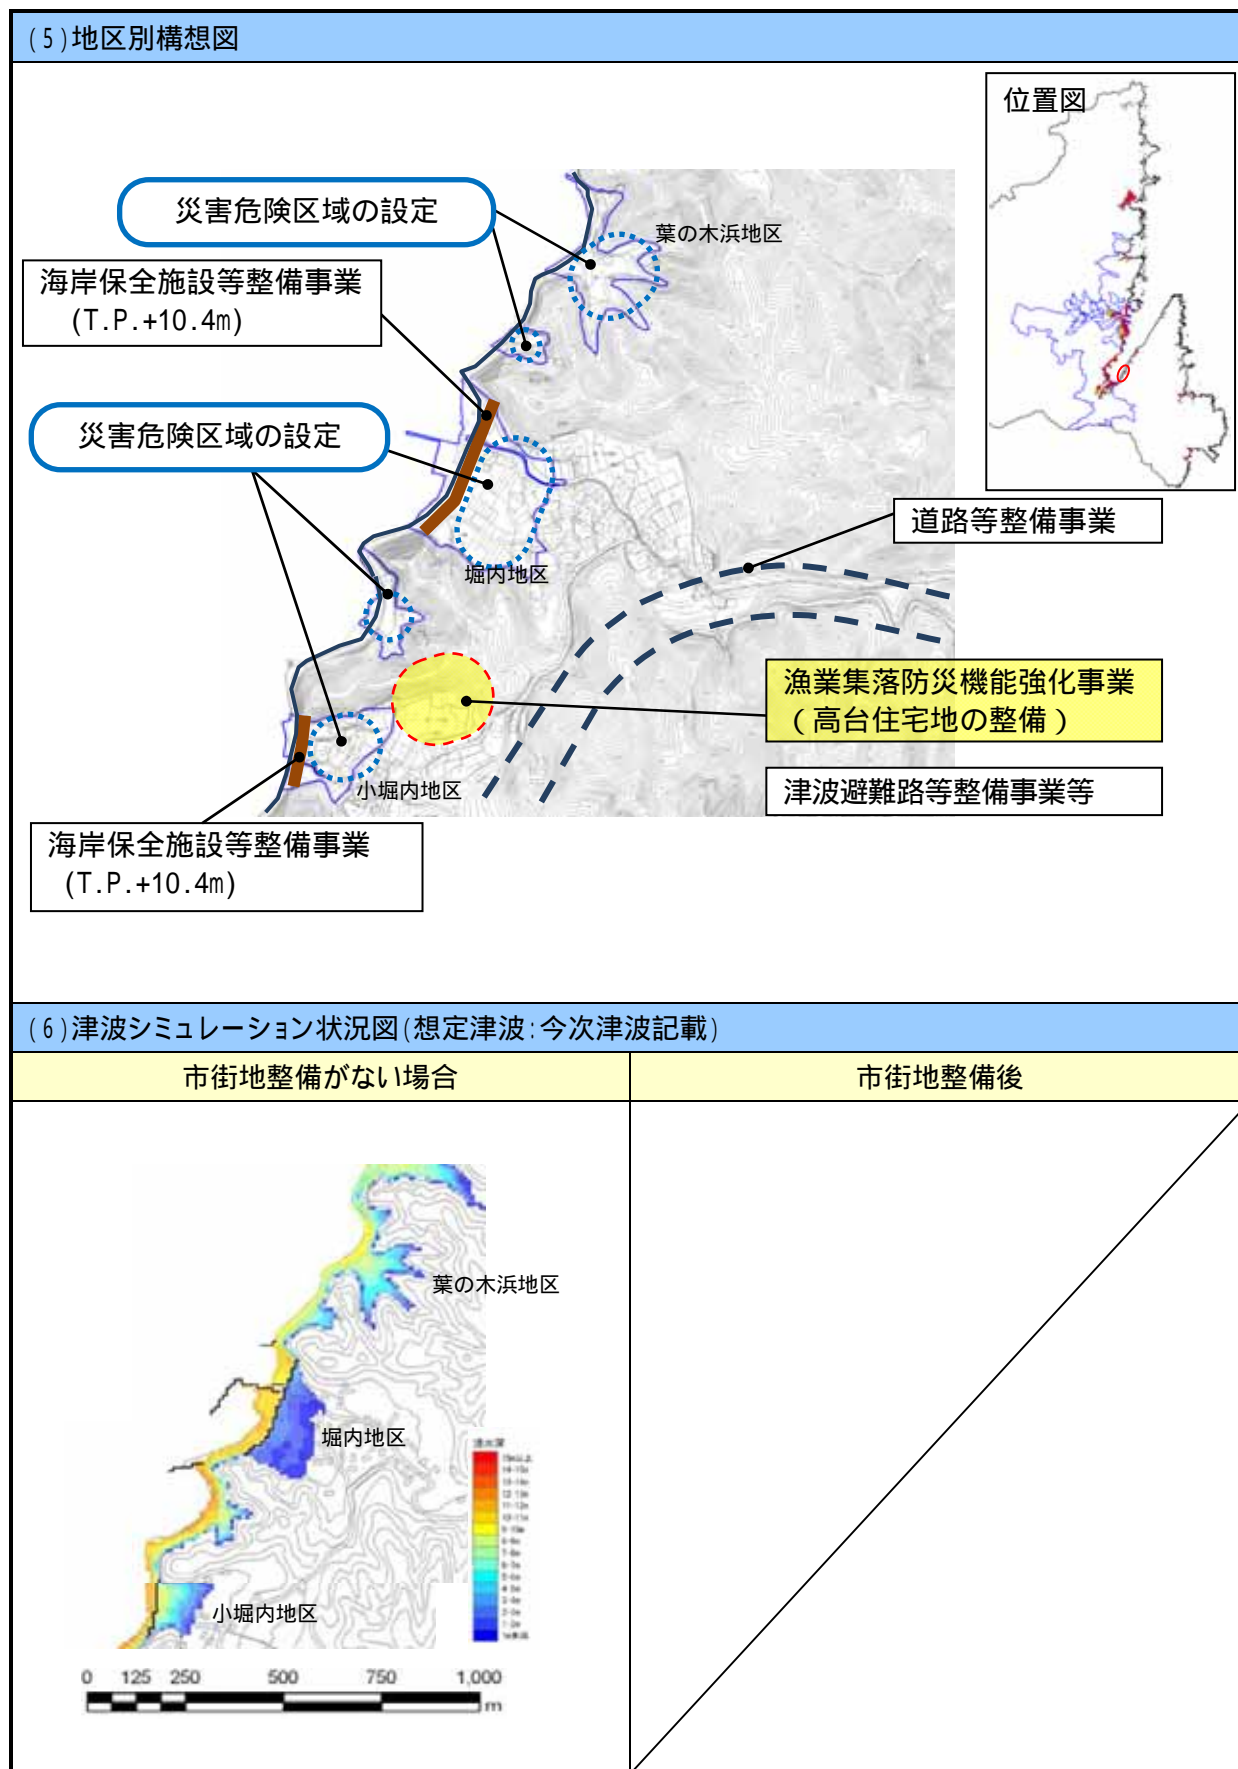 (5)地区別構想図
位置図
災害危険区域の設定
葉の木浜地区
海岸保全施設等整備事業
(T.P.+10.4m)
災害危険区域の設定
道路等整備事業
堀内地区
漁業集落防災機能強化事業
(高台住宅地の整備)
津波避難路等整備事業等
小堀内地区
海岸保全施設等整備事業
(T.P.+10.4m)
(6)津波シミュレーション状況図(想定津波:今次津波記載)
市街地整備がない場合
市街地整備後
葉の木浜地区
堀内地区
小堀内地区
0 125 250 500 750 1,000
m